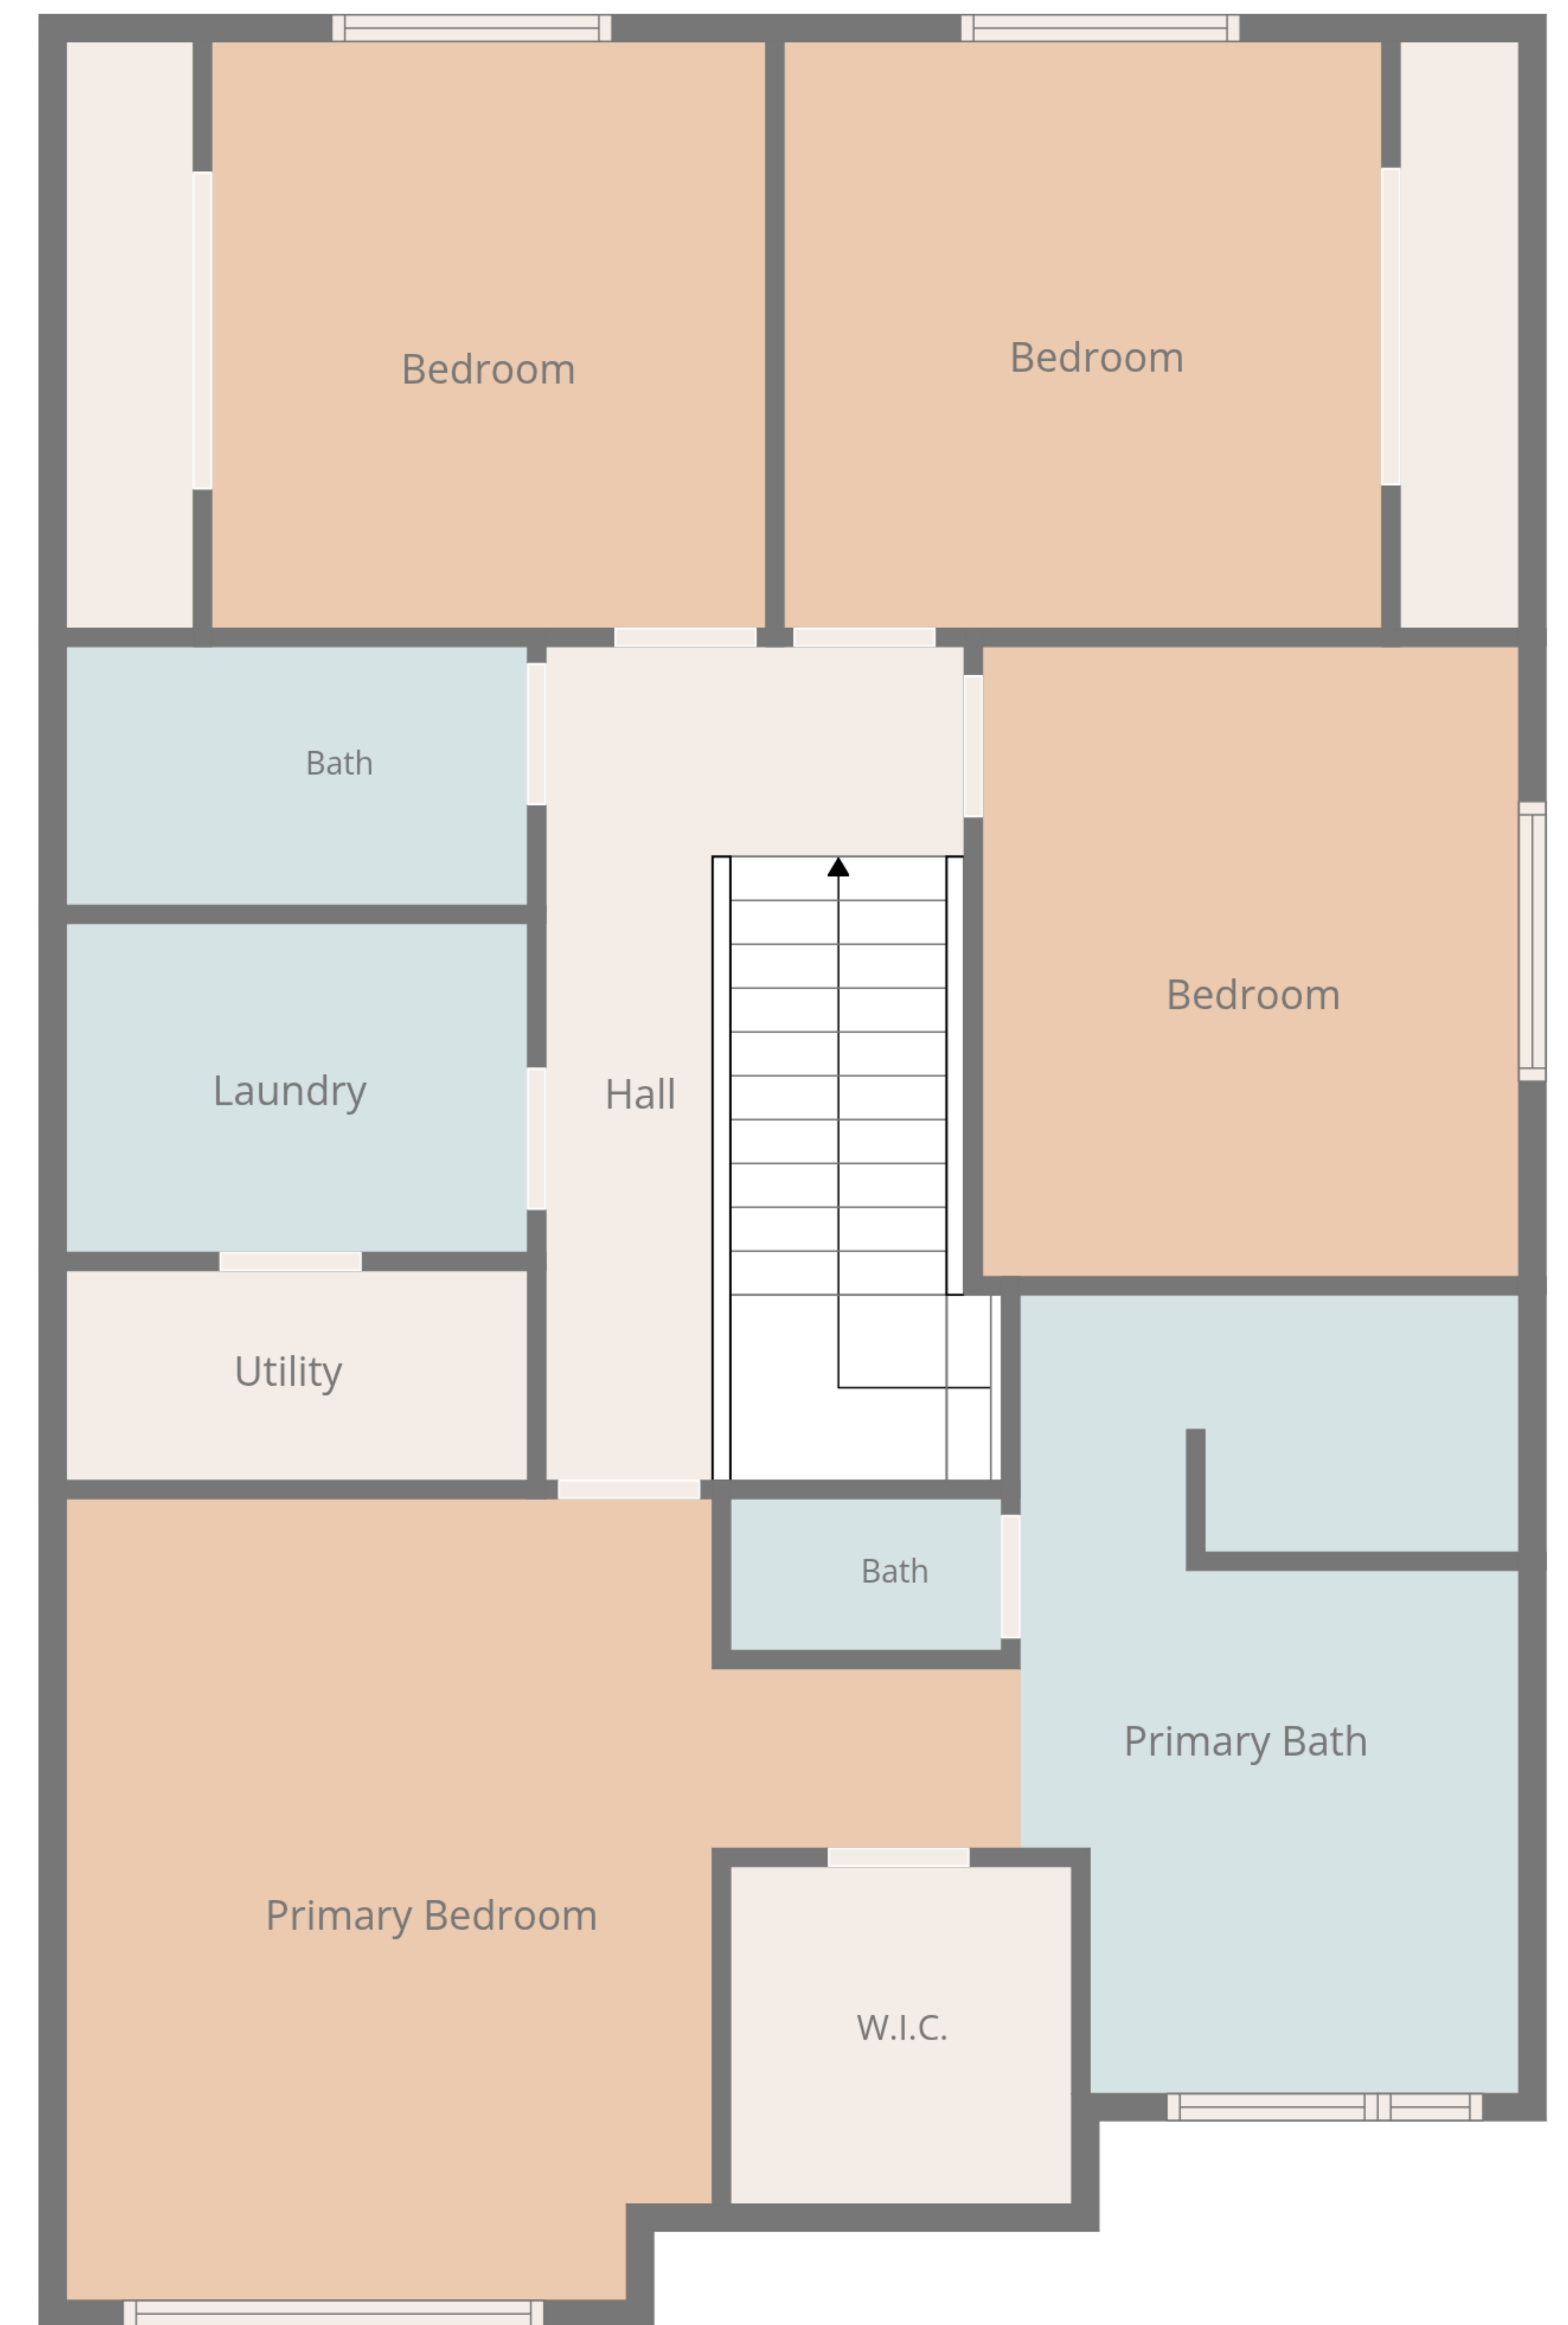 Bedroom
Bedroom
Bath
Bedroom
Laundry
Hall
Utility
Bath
Primary Bath
Primary Bedroom
W.I.C.